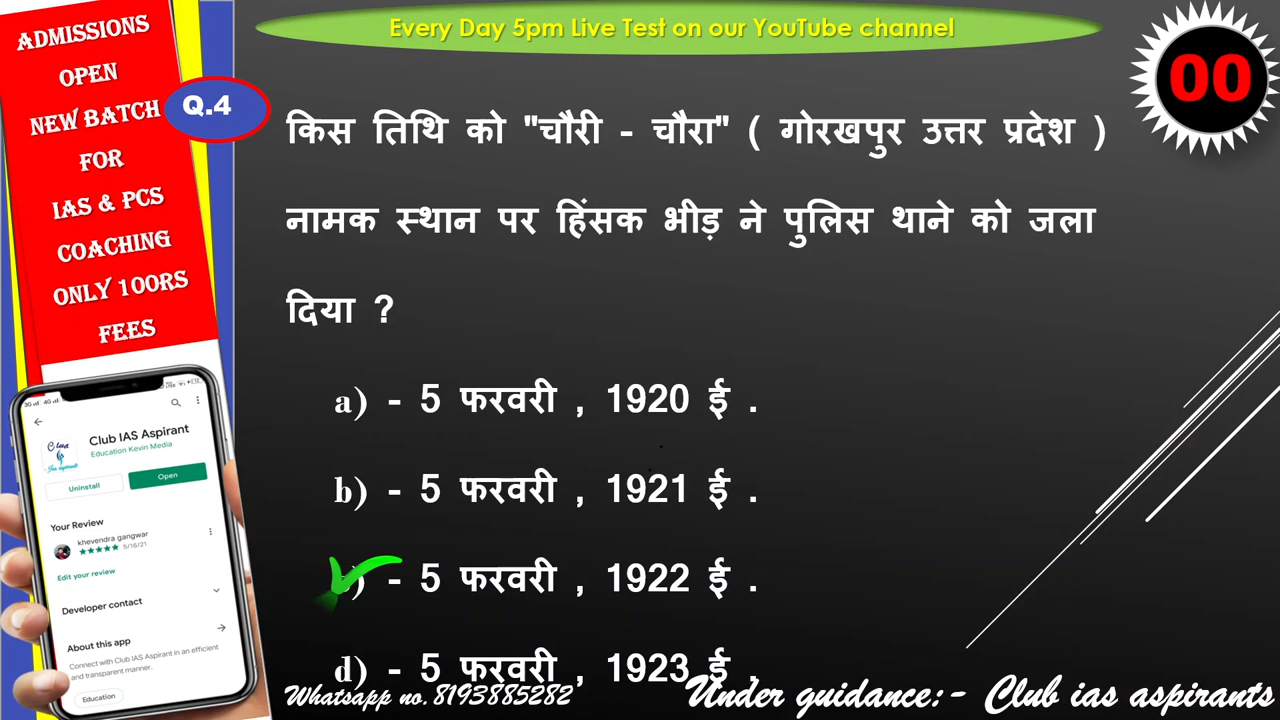 Every Day 5pm Live Test on our YouTube channel
ADMISSIONS
OPEN
NEW BATCH
FOR
IAS & PCS
COACHING
ONLY 100RS
FEES
Q.4
00
किस तिथि को "चौरी - चौरा" ( गोरखपुर उत्तर प्रदेश )
नामक स्थान पर हिंसक भीड़ ने पुलिस थाने को जला
दिया ?
a) - 5 फरवरी , 1920 ई .
b) - 5 फरवरी , 1921 ई .
) - 5 फरवरी , 1922 ई .
d) - 5 फरवरी , 1923 ई .
Club IAS Aspirant
Education Kevin Media
Uninstall
Open
Your Review
khevendra gangwar
5/16/21
Edit your review
Developer contact
About this app
Connect with Club IAS Aspirant in an efficient
and transparent manner.
Education
Whatsapp no. 8193885282
Under guidance:- Club ias aspirants